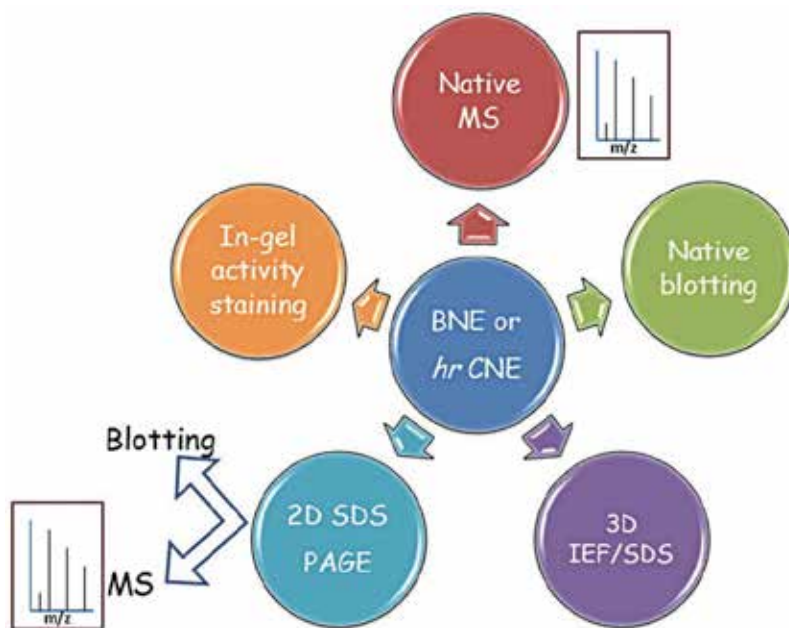 Native
MS
m/z
In-gel
activity
staining
Native
blotting
BNE or
hr CNE
Blotting
2D SDS
PAGE
3D
IEF/SDS
MS
m/z